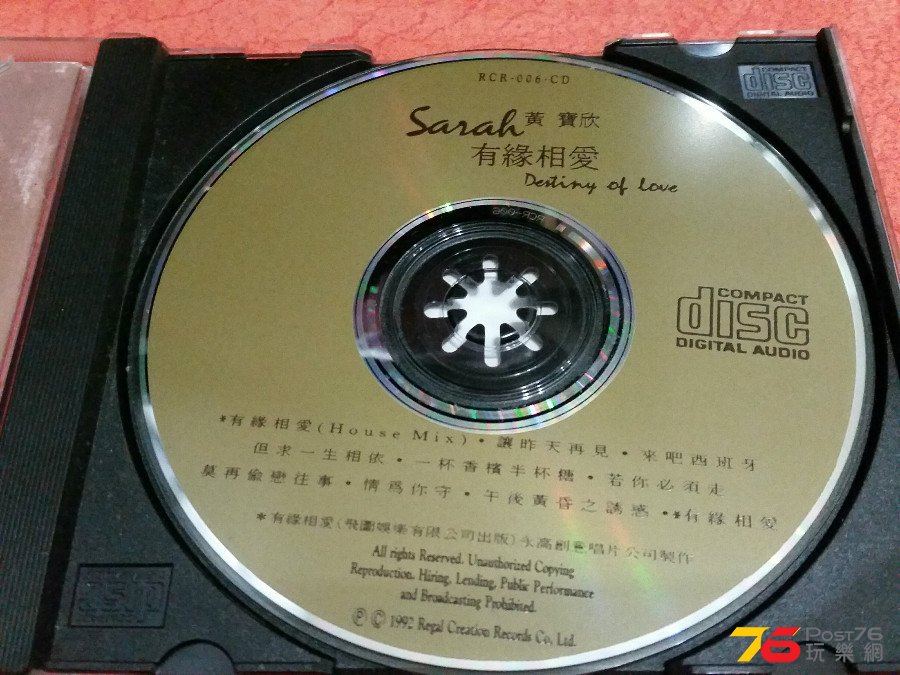 RCR-006-CD
Sarah 黃 寶欣
有緣相愛
Destiny of Love
RCR-006
COMPACT
disc
DIGITAL AUDIO
COMPACT
disc
DIGITAL AUDIO
*有緣相愛(House Mix)・讓昨天再見・來吧西班牙
但求一生相依・一杯香檳半杯糖・若你必須走
莫再偷戀往事・情為你守・午後黃昏之誘惑・*有緣相愛
*有緣相愛(飛圖娛樂有限公司出版)永高創意唱片公司製作
All rights Reserved. Unauthorized Copying
Reproduction. Hiring, Lending, Public Performance
and Broadcasting Prohibited.
Ⓟ © 1992 Regal Creation Records Co, Ltd.
76 Post76
玩樂網